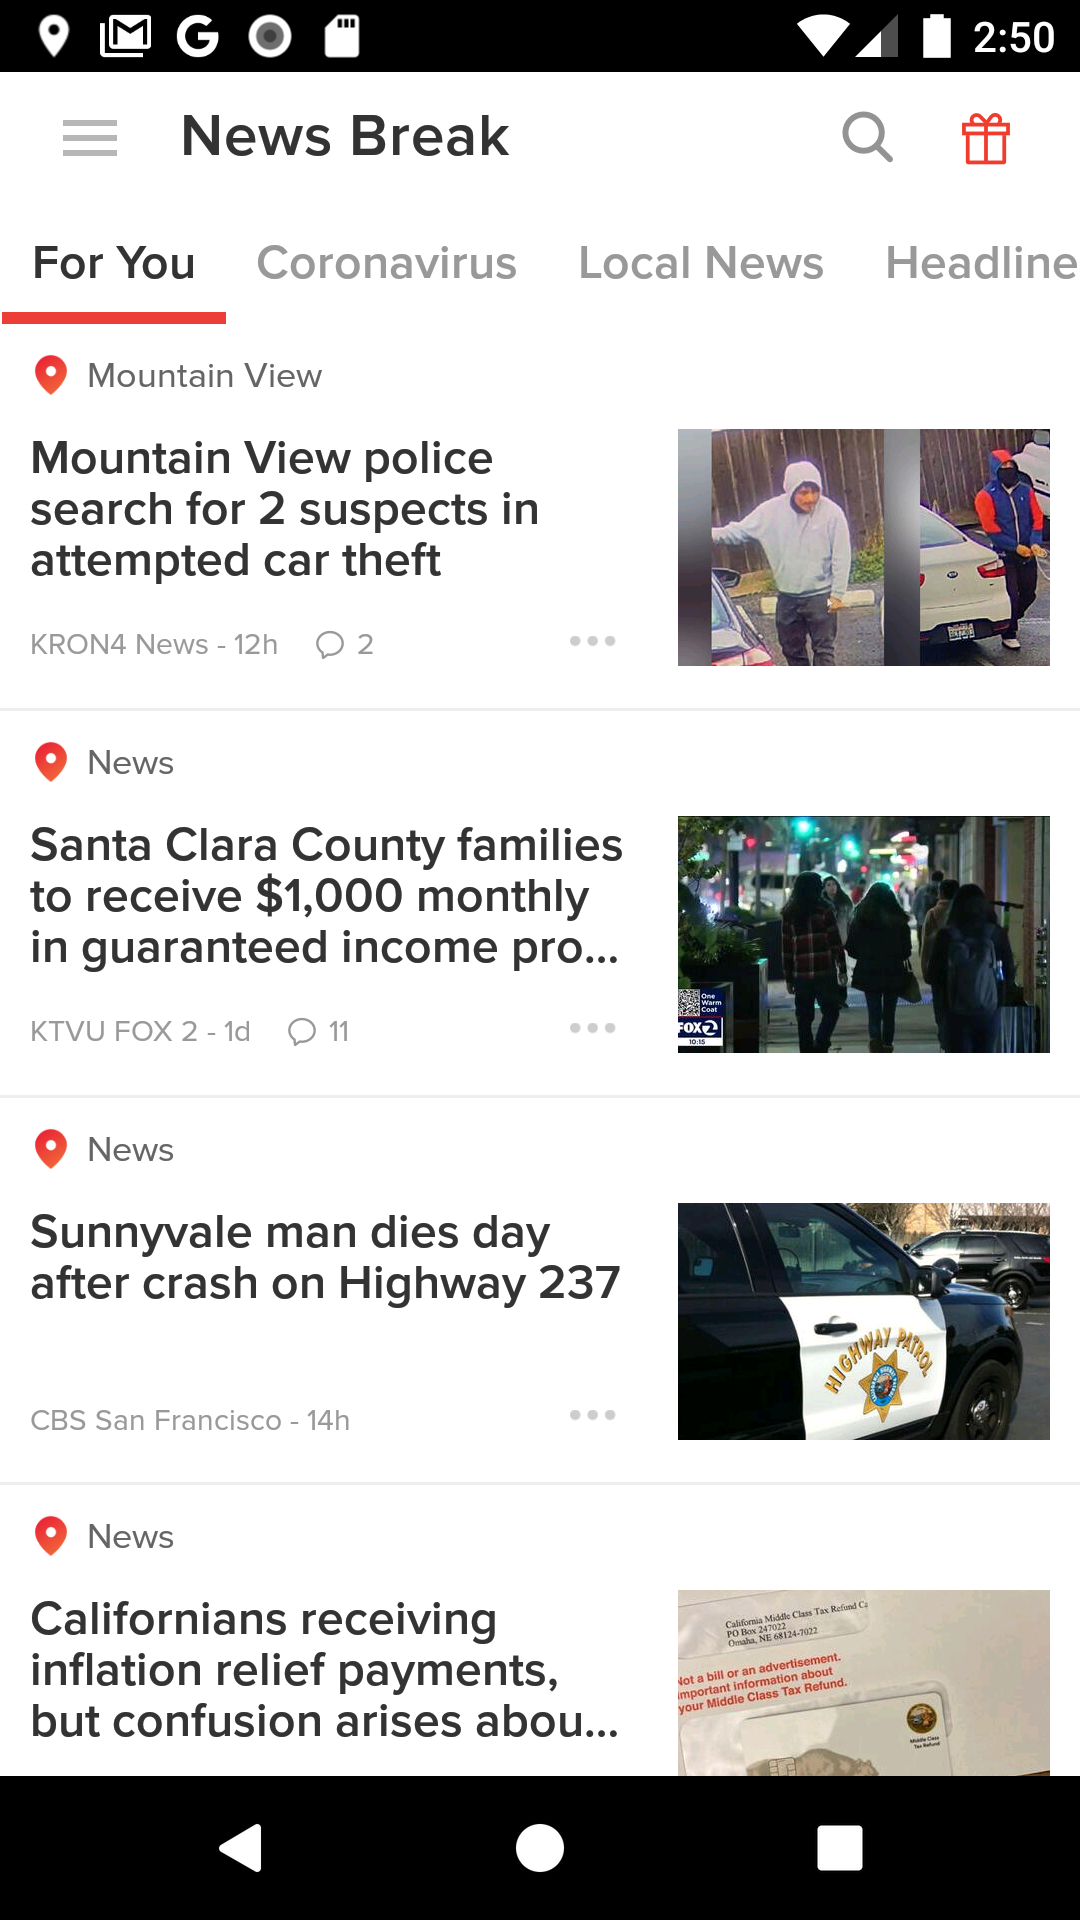 2:50
News Break
For You Coronavirus Local News Headline
Mountain View
Mountain View police
search for 2 suspects in
attempted car theft
KRON4 News - 12h 2
News
Santa Clara County families
to receive $1,000 monthly
in guaranteed income pro...
KTVU FOX 2 - 1d 11
One
Warm
Coat
FOX 2
10:15
News
Sunnyvale man dies day
after crash on Highway 237
CBS San Francisco - 14h
HIGHWAY PATROL
News
Californians receiving
inflation relief payments,
but confusion arises abou...
California Middle Class Tax Refund Ca
PO Box 247022
Omaha, NE 68124-7022
Not a bill or an advertisement.
mportant information about
your Middle Class Tax Refund.
Middle Class
Tax Refund